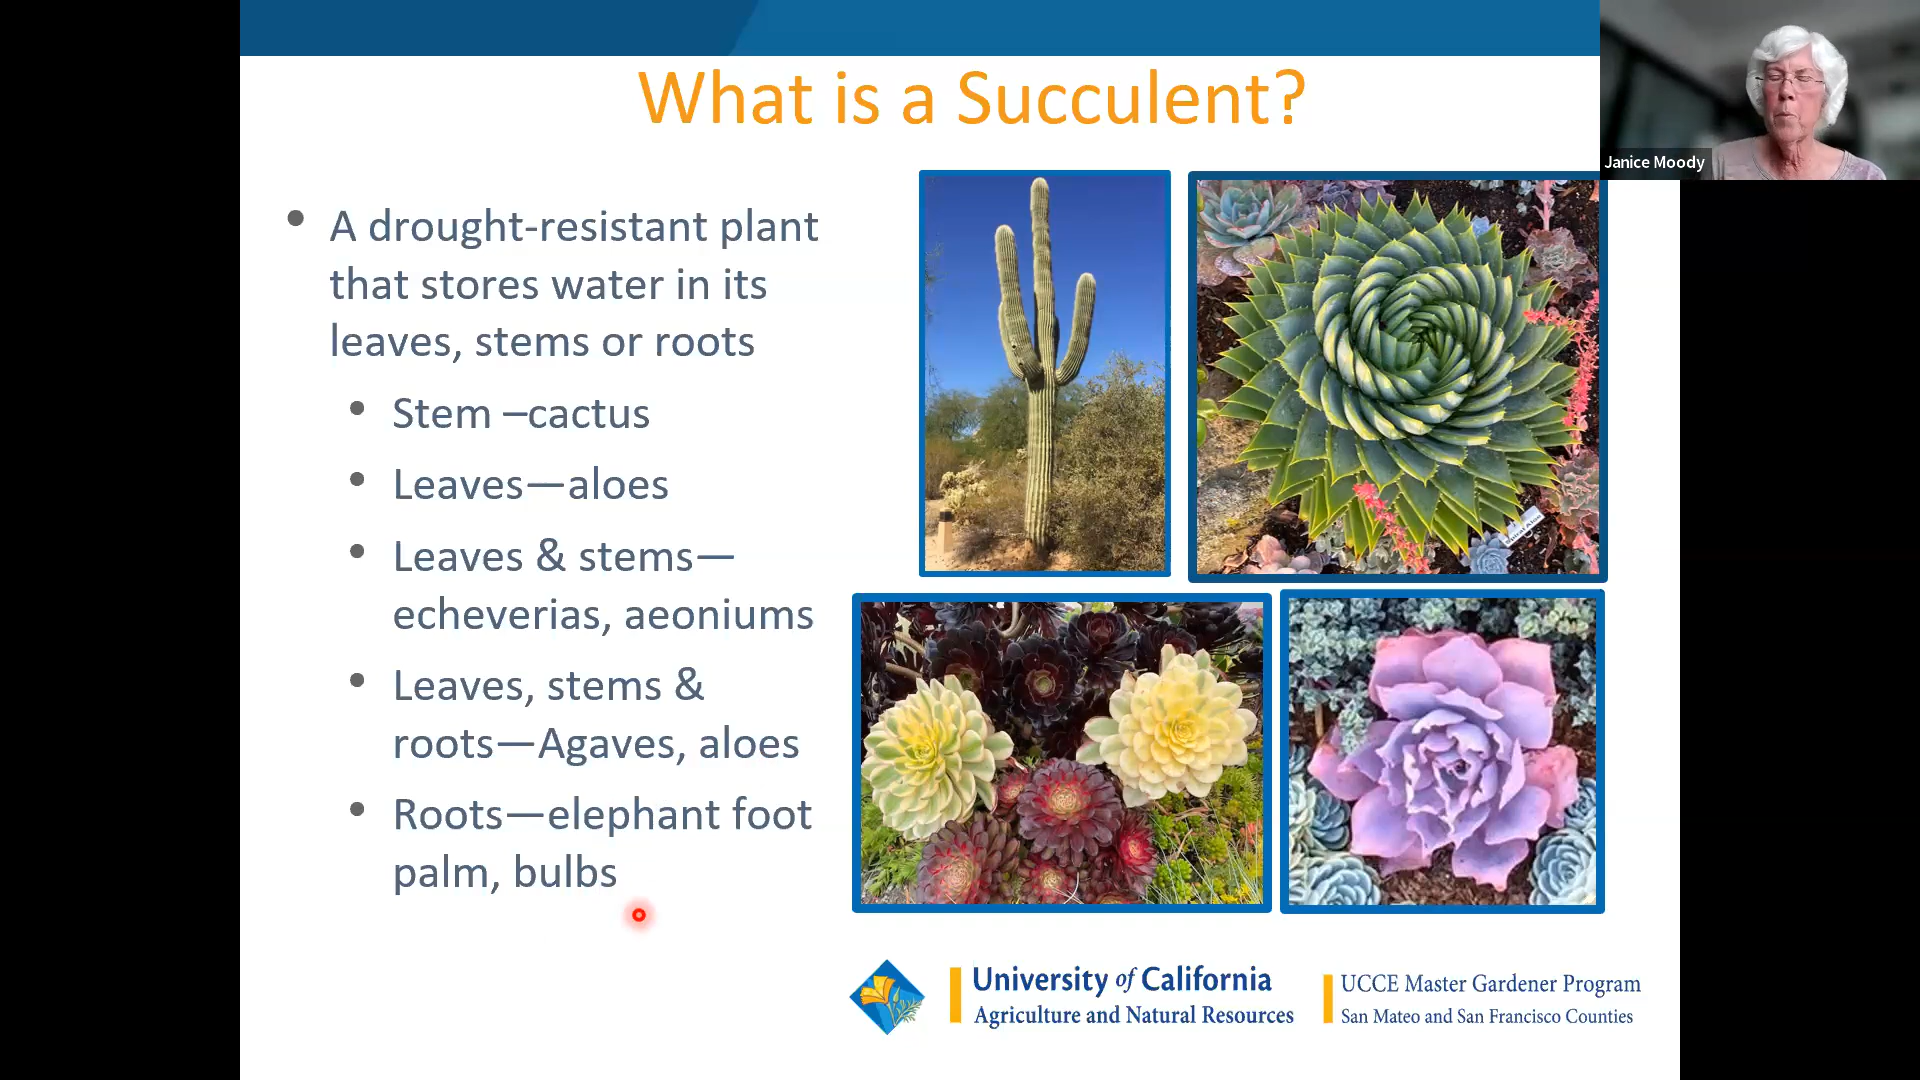 What is a Succulent?
Janice Moody
• A drought-resistant plant
that stores water in its
leaves, stems or roots
• Stem –cactus
• Leaves—aloes
• Leaves & stems—
echeverias, aeoniums
• Leaves, stems &
roots—Agaves, aloes
• Roots—elephant foot
palm, bulbs
University of California
Agriculture and Natural Resources
UCCE Master Gardener Program
San Mateo and San Francisco Counties